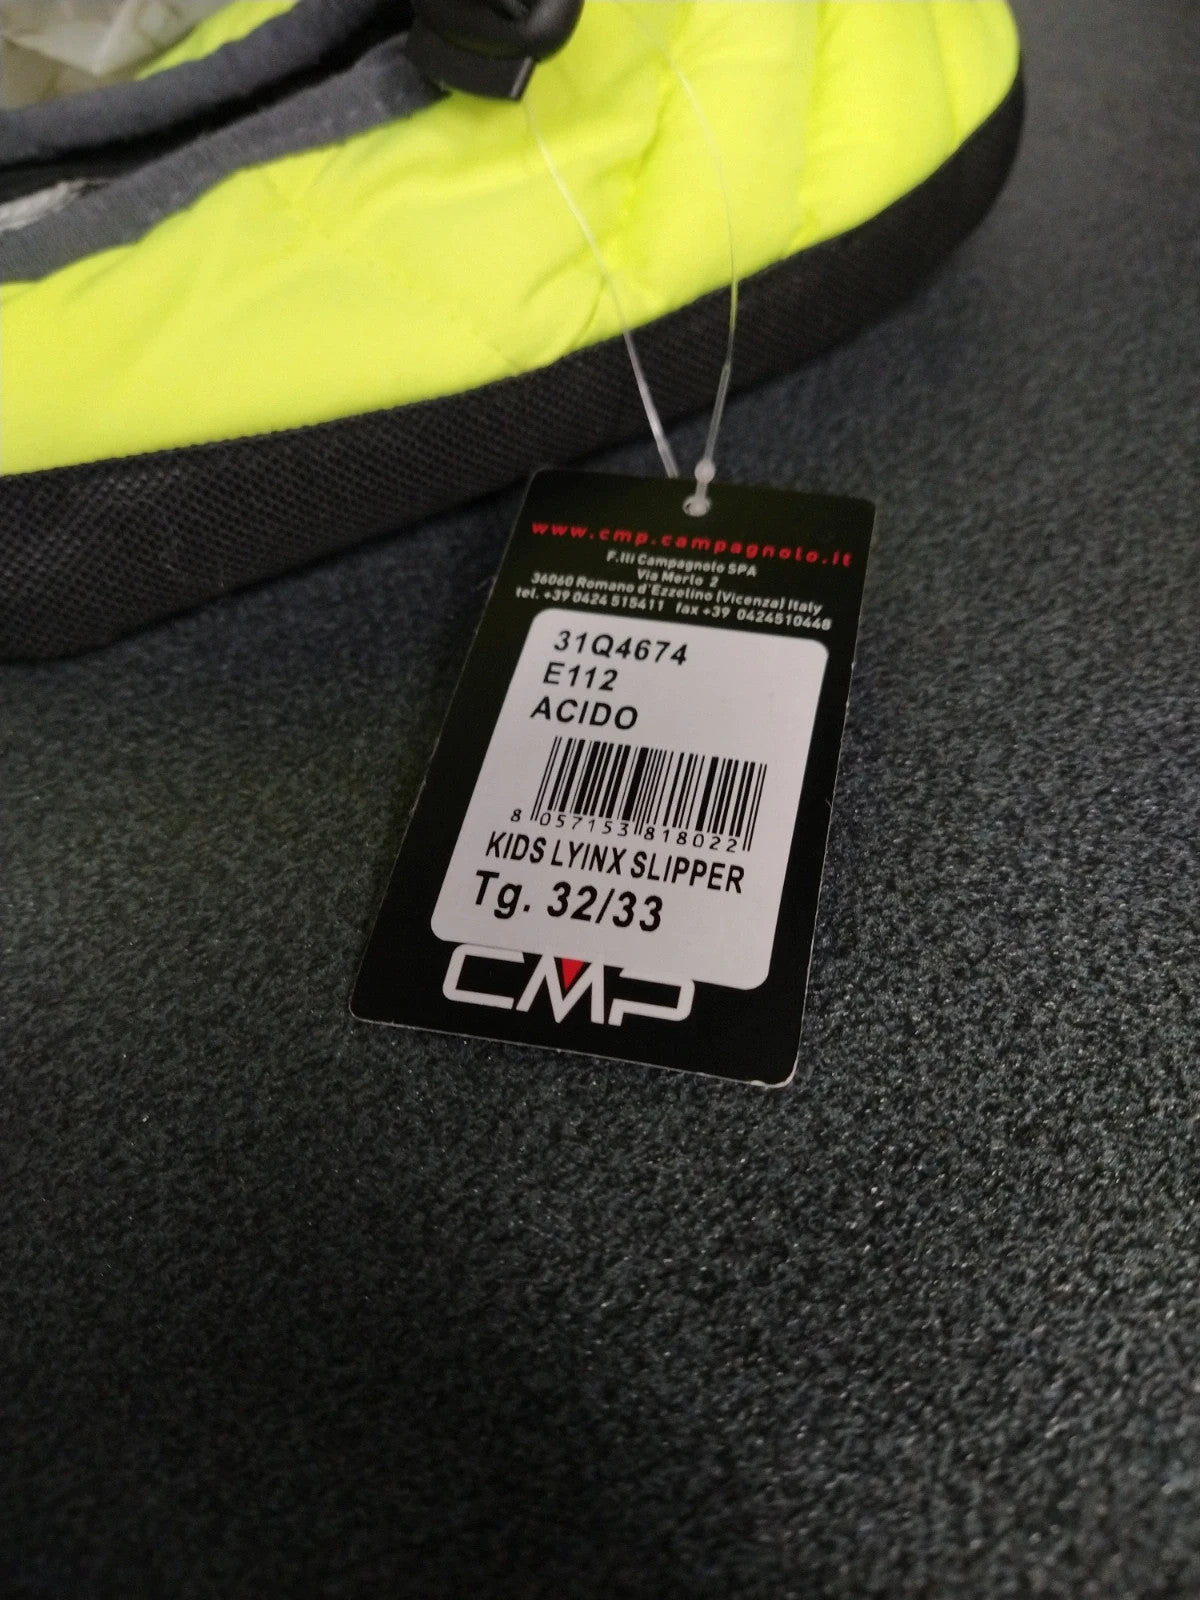 www.cmp.campagnolo.it
F.lli Campagnolo SPA
Via Merlo 2
36060 Romano d'Ezzelino (Vicenza) Italy
tel. +39 0424 515411 fax +39 0424510448
31Q4674
E112
ACIDO
8 057153 818022
KIDS LYINX SLIPPER
Tg. 32/33
CMP